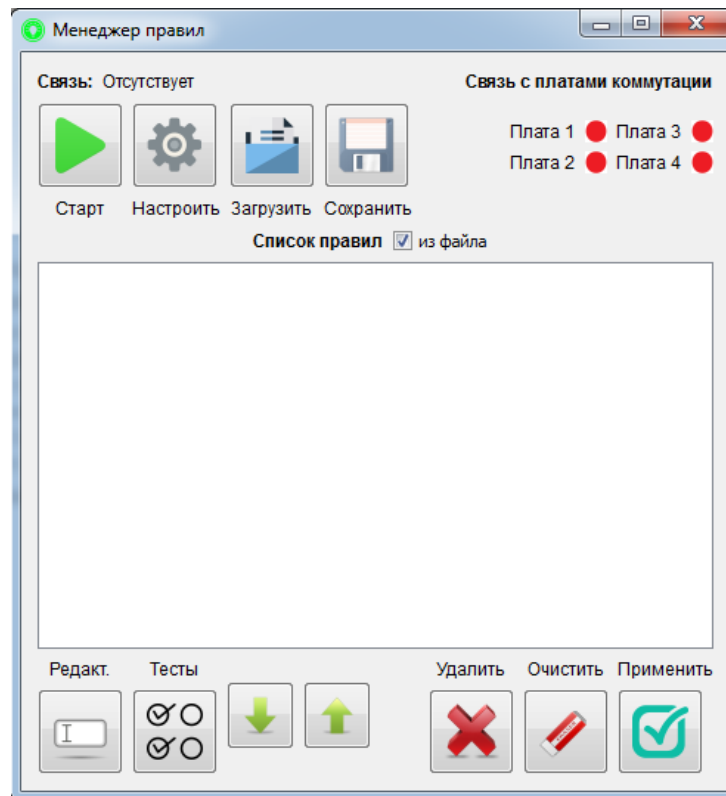 Менеджер правил
Связь: Отсутствует
Связь с платами коммутации
Плата 1 Плата 3
Плата 2 Плата 4
Старт Настроить Загрузить Сохранить
Список правил из файла
Редакт. Тесты Удалить Очистить Применить